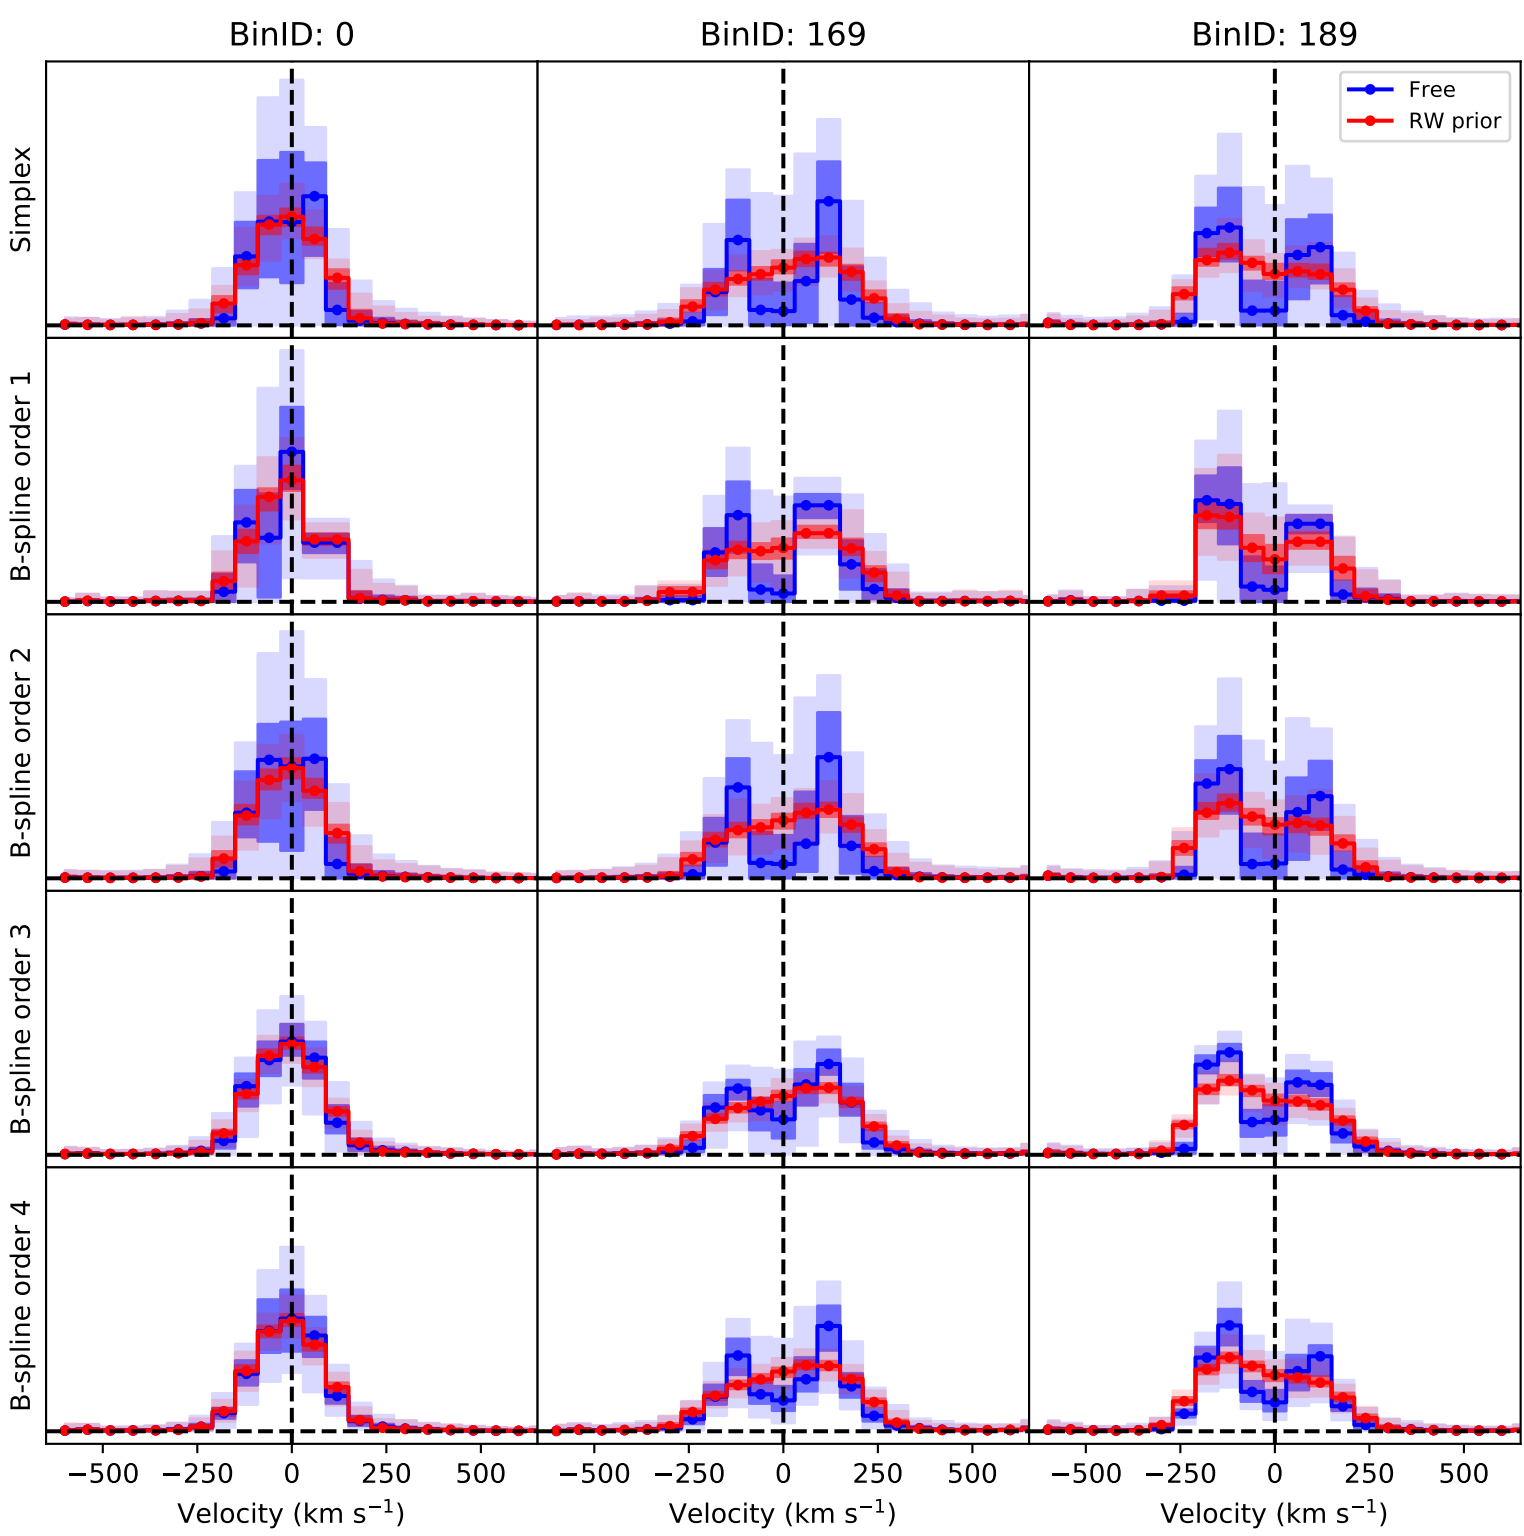 BinID: 0 BinID: 169 BinID: 189
Simplex
Free
RW prior
B-spline order 1
B-spline order 2
B-spline order 3
B-spline order 4
−500 −250 0 250 500 −500 −250 0 250 500 −500 −250 0 250 500
Velocity (km s⁻¹) Velocity (km s⁻¹) Velocity (km s⁻¹)